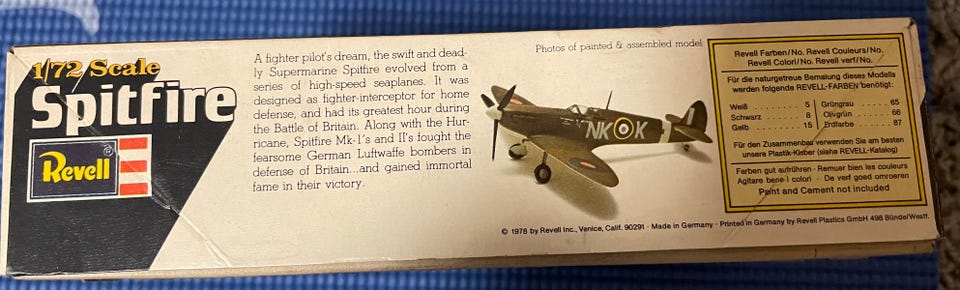 1/72 Scale
Spitfire
Revell
A fighter pilot's dream, the swift and dead-
ly Supermarine Spitfire evolved from a
series of high-speed seaplanes. It was
designed as fighter-interceptor for home
defense, and had its greatest hour during
the Battle of Britain. Along with the Hur-
ricane, Spitfire Mk-I's and II's fought the
fearsome German Luftwaffe bombers in
defense of Britain...and gained immortal
fame in their victory.
Photos of painted & assembled model
NK K
© 1978 by Revell Inc., Venice, Calif. 90291 · Made in Germany · Printed in Germany by Revell Plastics GmbH 498 Bünde/Westf.
Revell Farben/No. Revell Couleurs/No.
Revell Colori/No. Revell verf/No.
Für die naturgetreue Bemalung dieses Modells
werden folgende REVELL-FARBEN benötigt:
Weiß ..... 5 Grüngrau ..... 65
Schwarz ..... 8 Olivgrün ..... 66
Gelb ..... 15 Erdfarbe ..... 87
Für den Zusammenbau verwenden Sie am besten
unsere Plastik-Kleber (siehe REVELL-Katalog)
Farben gut aufrühren · Remuer bien les couleurs
Agitare bene i colori · De verf goed omroeren
Paint and Cement not included